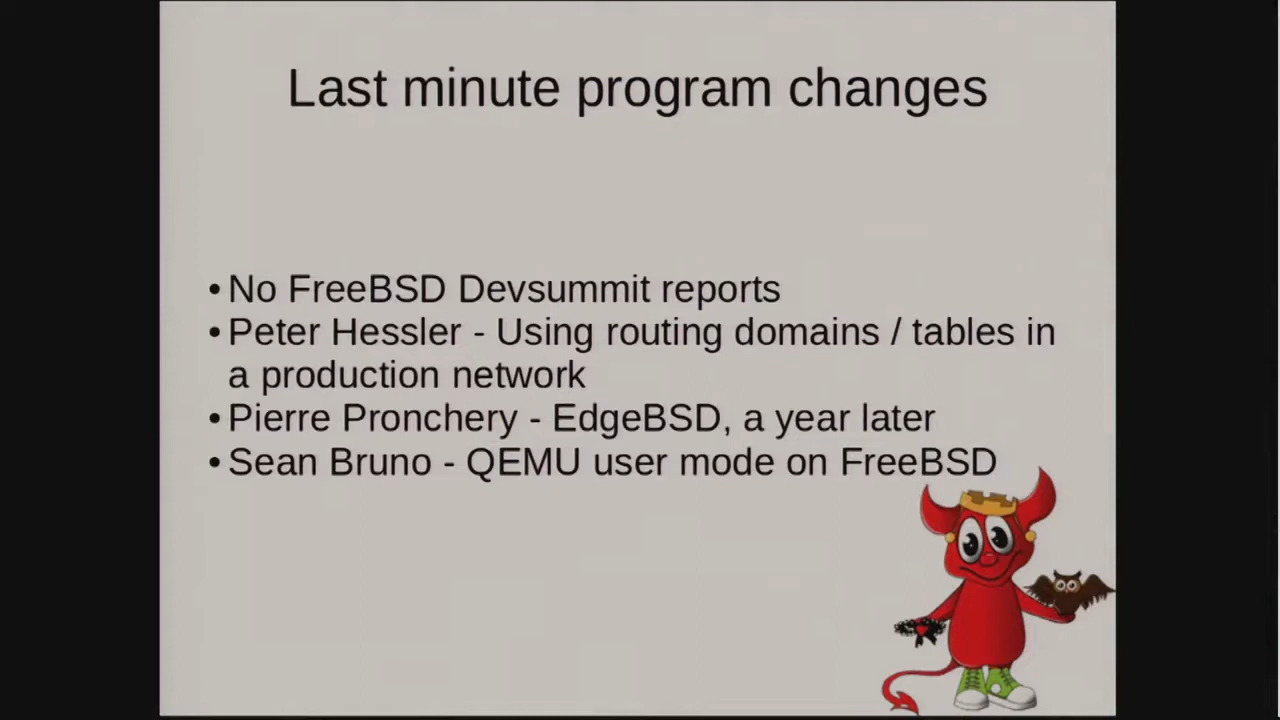 Last minute program changes
•No FreeBSD Devsummit reports
•Peter Hessler - Using routing domains / tables in
a production network
•Pierre Pronchery - EdgeBSD, a year later
•Sean Bruno - QEMU user mode on FreeBSD